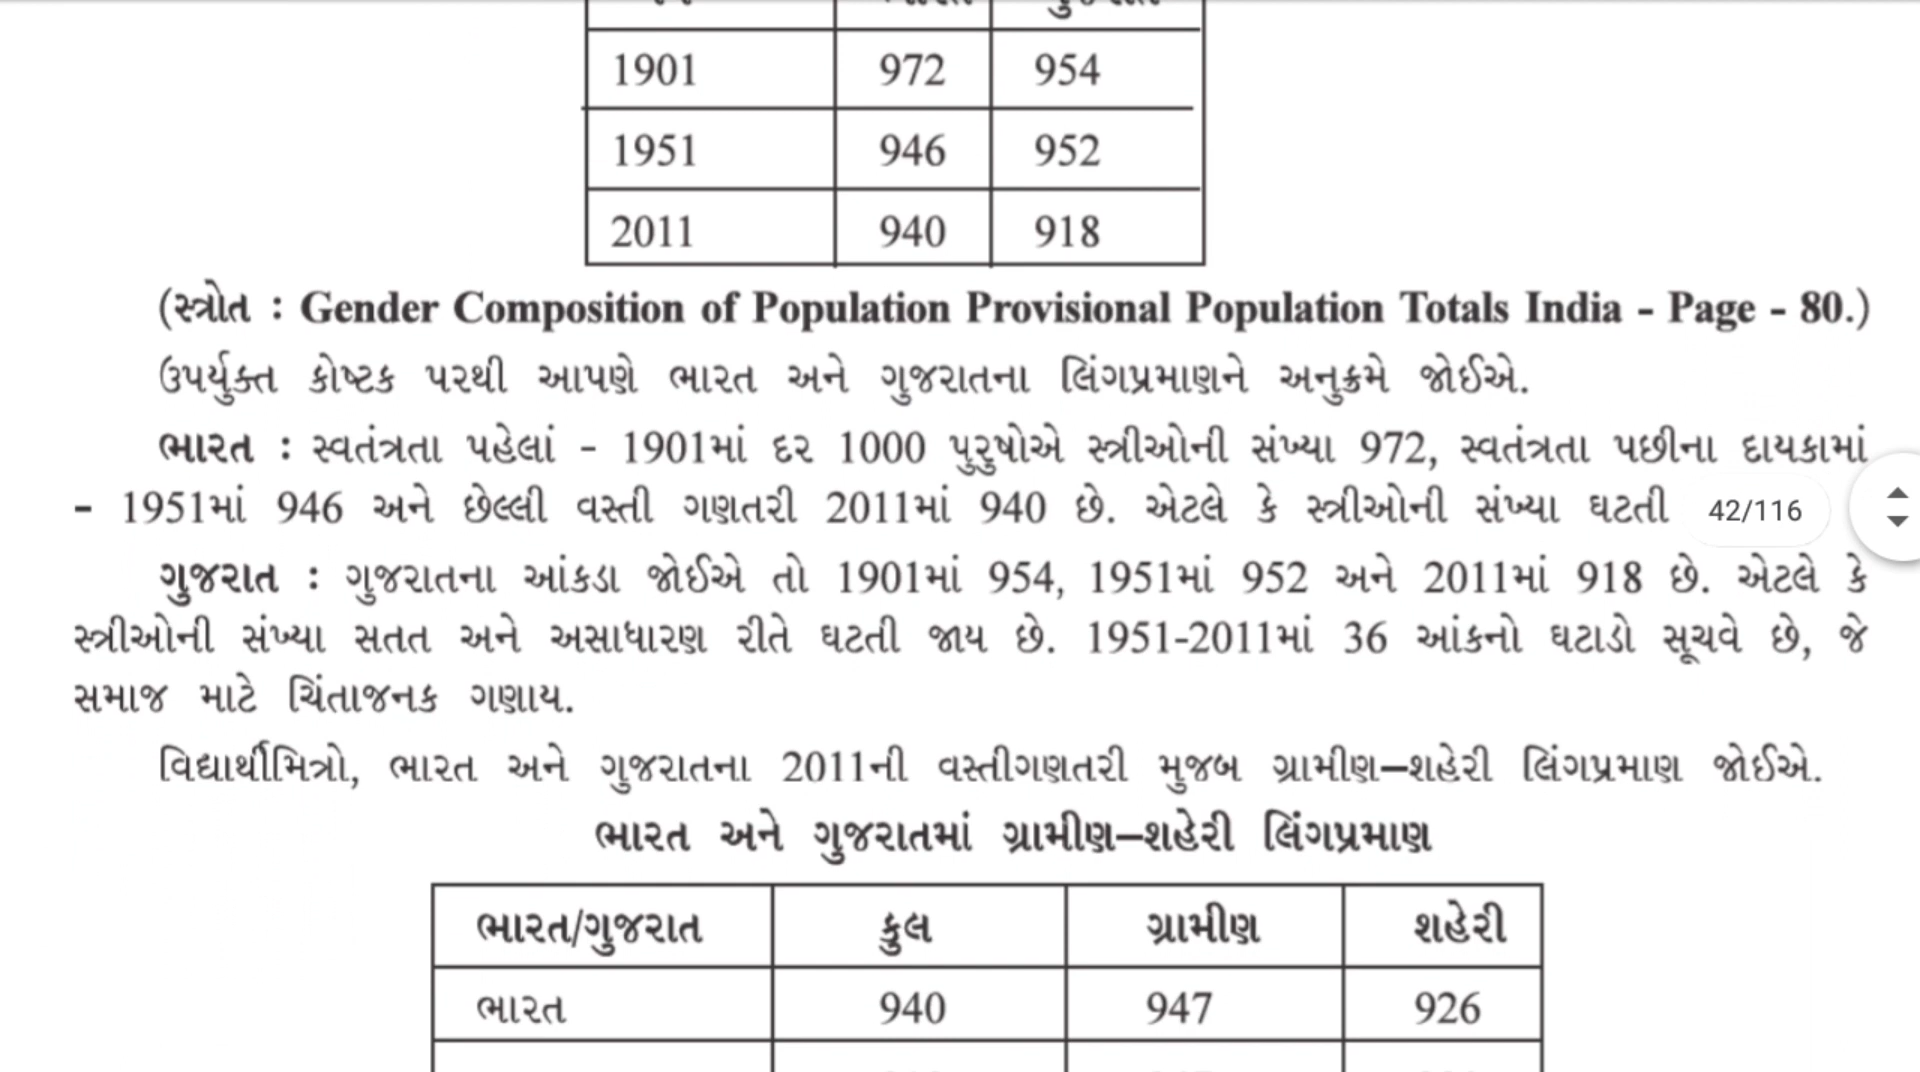 1901 972 954
1951 946 952
2011 940 918
(સ્ત્રોત : Gender Composition of Population Provisional Population Totals India - Page - 80.)
ઉપર્યુક્ત કોષ્ટક પરથી આપણે ભારત અને ગુજરાતના લિંગપ્રમાણને અનુક્રમે જોઈએ.
ભારત : સ્વતંત્રતા પહેલાં - 1901માં દર 1000 પુરુષોએ સ્ત્રીઓની સંખ્યા 972, સ્વતંત્રતા પછીના દાયકામાં
- 1951માં 946 અને છેલ્લી વસ્તી ગણતરી 2011માં 940 છે. એટલે કે સ્ત્રીઓની સંખ્યા ઘટતી 42/116
ગુજરાત : ગુજરાતના આંકડા જોઈએ તો 1901માં 954, 1951માં 952 અને 2011માં 918 છે. એટલે કે
સ્ત્રીઓની સંખ્યા સતત અને અસાધારણ રીતે ઘટતી જાય છે. 1951-2011માં 36 આંકનો ઘટાડો સૂચવે છે, જે
સમાજ માટે ચિંતાજનક ગણાય.
વિદ્યાર્થીમિત્રો, ભારત અને ગુજરાતના 2011ની વસ્તીગણતરી મુજબ ગ્રામીણ–શહેરી લિંગપ્રમાણ જોઈએ.
ભારત અને ગુજરાતમાં ગ્રામીણ–શહેરી લિંગપ્રમાણ
ભારત/ગુજરાત કુલ ગ્રામીણ શહેરી
ભારત 940 947 926